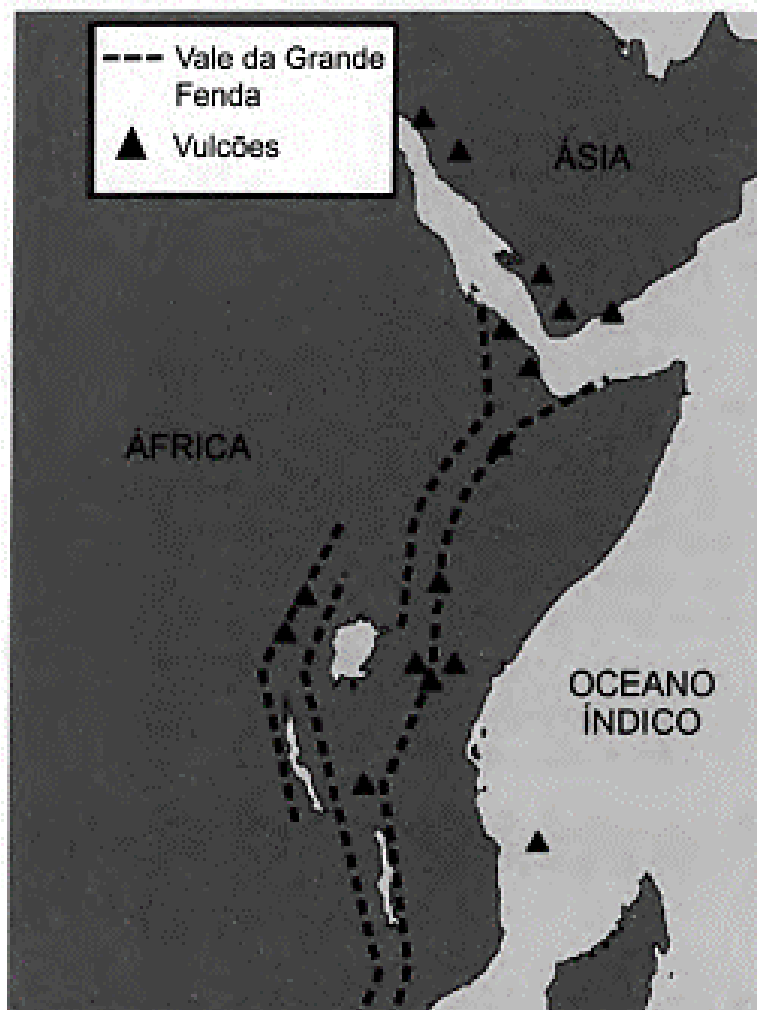 Vale da Grande
Fenda
Vulcões
ÁSIA
ÁFRICA
OCEANO
ÍNDICO